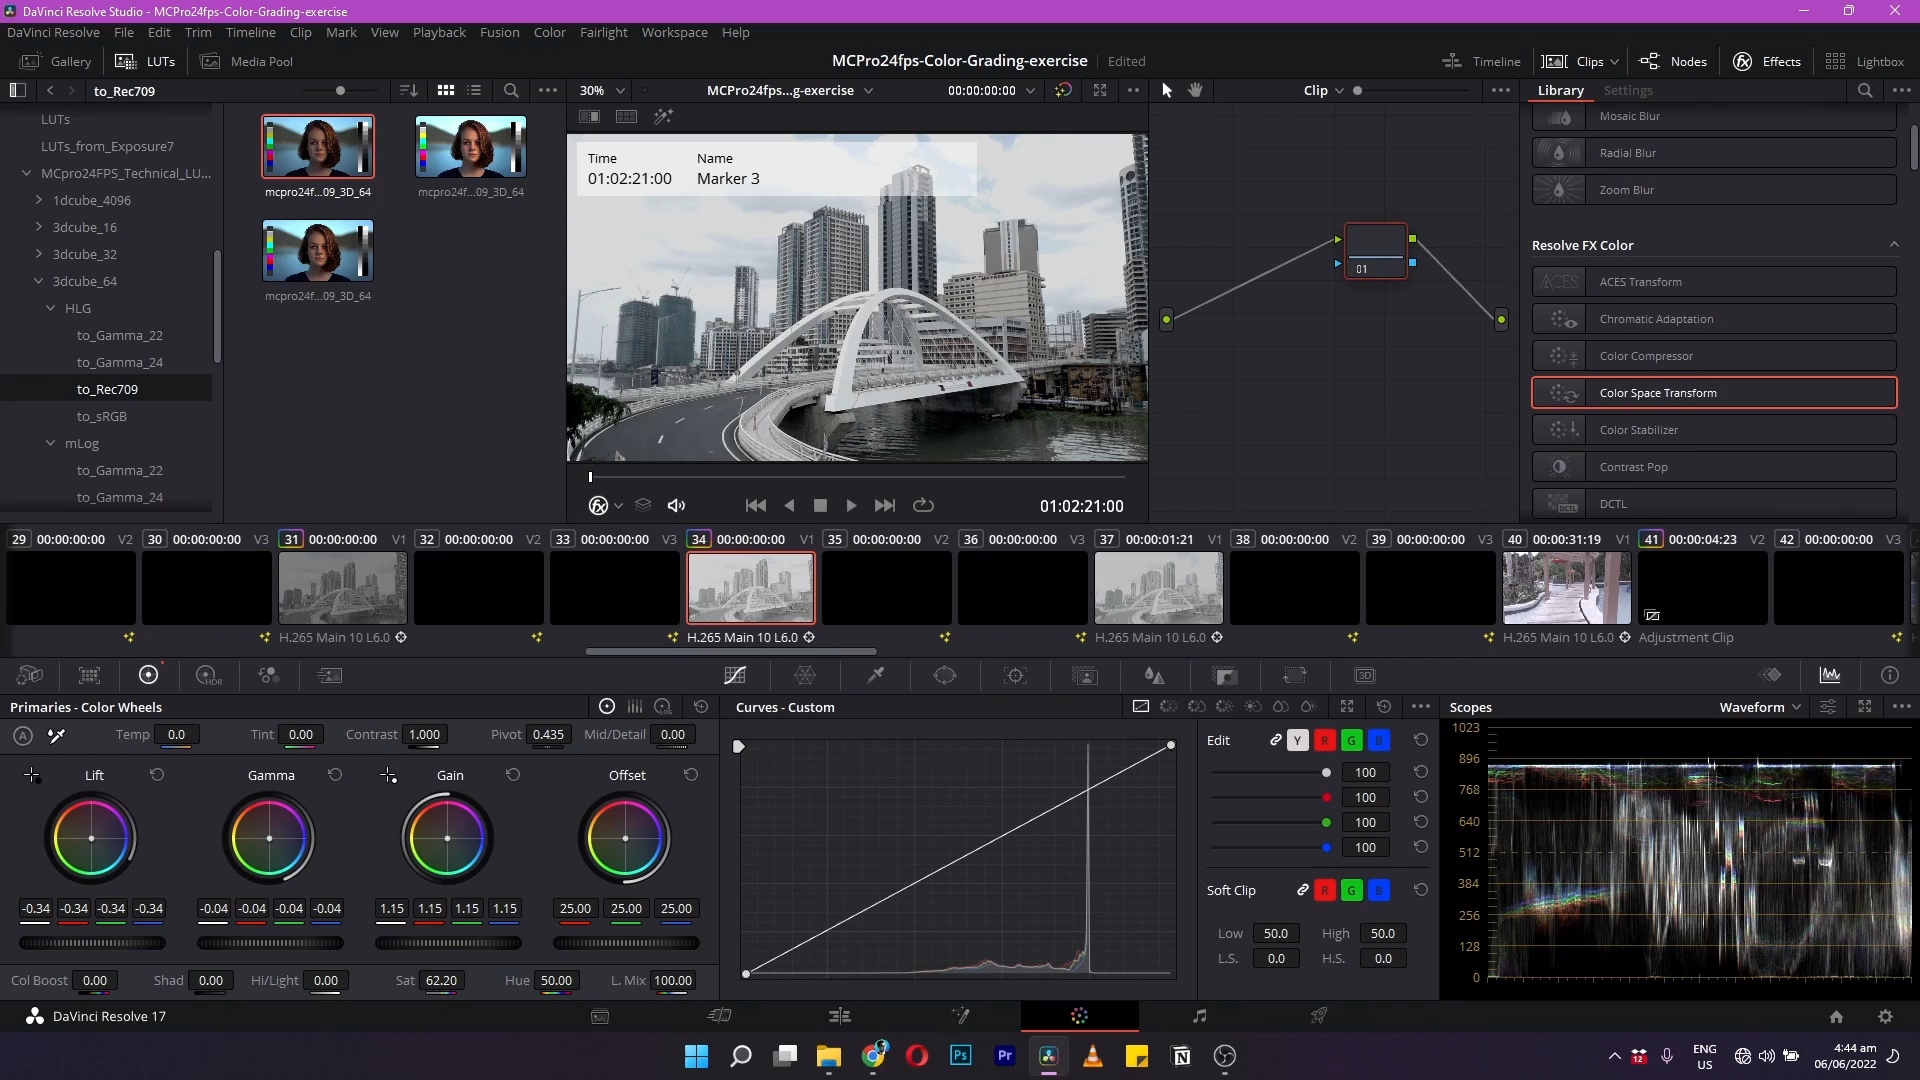 DaVinci Resolve Studio - MCPro24fps-Color-Grading-exercise
DaVinci Resolve File Edit Trim Timeline Clip Mark View Playback Fusion Color Fairlight Workspace Help
Gallery LUTs Media Pool MCPro24fps-Color-Grading-exercise Edited Timeline Clips Nodes Effects Lightbox
to_Rec709 30% MCPro24fps...g-exercise 00:00:00:00 Clip Library Settings
LUTs
LUTs_from_Exposure7
MCpro24FPS_Technical_LU...
1dcube_4096
3dcube_16
3dcube_32
3dcube_64
HLG
to_Gamma_22
to_Gamma_24
to_Rec709
to_sRGB
mLog
to_Gamma_22
to_Gamma_24
mcpro24f...09_3D_64 mcpro24f...09_3D_64
mcpro24f...09_3D_64
Time Name
01:02:21:00 Marker 3
01:02:21:00
01
Mosaic Blur
Radial Blur
Zoom Blur
Resolve FX Color
ACES ACES Transform
Chromatic Adaptation
Color Compressor
Color Space Transform
Color Stabilizer
Contrast Pop
DCTL DCTL
29 00:00:00:00 V2 30 00:00:00:00 V3 31 00:00:00:00 V1 32 00:00:00:00 V2 33 00:00:00:00 V3 34 00:00:00:00 V1 35 00:00:00:00 V2 36 00:00:00:00 V3 37 00:00:01:21 V1 38 00:00:00:00 V2 39 00:00:00:00 V3 40 00:00:31:19 V1 41 00:00:04:23 V2 42 00:00:00:00 V3
H.265 Main 10 L6.0 H.265 Main 10 L6.0 H.265 Main 10 L6.0 H.265 Main 10 L6.0 Adjustment Clip
HDR 3D
Primaries - Color Wheels LOG
A Temp 0.0 Tint 0.00 Contrast 1.000 Pivot 0.435 Mid/Detail 0.00
Lift Gamma Gain Offset
-0.34 -0.34 -0.34 -0.34 -0.04 -0.04 -0.04 -0.04 1.15 1.15 1.15 1.15 25.00 25.00 25.00
Col Boost 0.00 Shad 0.00 Hi/Light 0.00 Sat 62.20 Hue 50.00 L. Mix 100.00
Curves - Custom
Edit Y R G B
100
100
100
100
Soft Clip R G B
Low 50.0 High 50.0
L.S. 0.0 H.S. 0.0
Scopes Waveform
1023
896
768
640
512
384
256
128
0
DaVinci Resolve 17
Ps Pr 12 ENG
US
4:44 am
06/06/2022